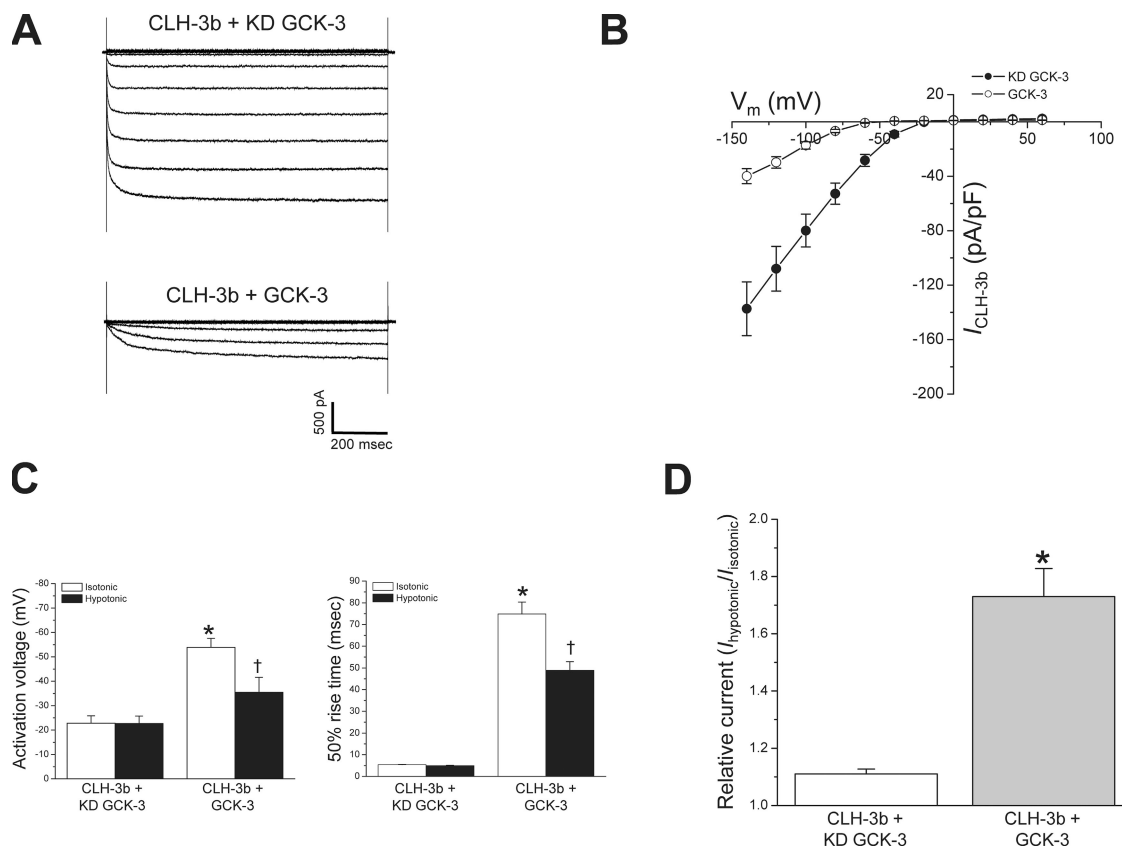 A
CLH-3b + KD GCK-3
CLH-3b + GCK-3
500 pA
200 msec
B
KD GCK-3
GCK-3
Vm (mV)
-150 -100 -50 50 100
20
-40
-80
-120
-160
-200
ICLH-3b (pA/pF)
C
Activation voltage (mV)
-80
-70
-60
-50
-40
-30
-20
-10
0
Isotonic
Hypotonic
*
†
CLH-3b +
KD GCK-3
CLH-3b +
GCK-3
50% rise time (msec)
90
80
70
60
50
40
30
20
10
0
Isotonic
Hypotonic
*
†
CLH-3b +
KD GCK-3
CLH-3b +
GCK-3
D
Relative current (Ihypotonic/Iisotonic)
2.0
1.8
1.6
1.4
1.2
1.0
*
CLH-3b +
KD GCK-3
CLH-3b +
GCK-3